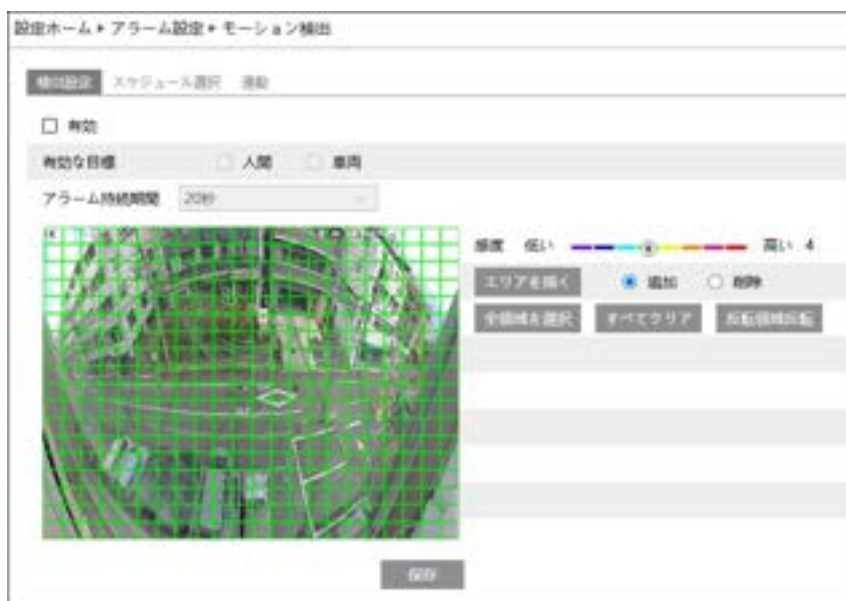 設定ホーム ▸ アラーム設定 ▸ モーション検出
検出設定 スケジュール選択 連動
有効
有効な目標 人間 車両
アラーム持続期間 20秒
感度 低い 高い 4
エリアを描く 追加 削除
全領域を選択 すべてクリア 反転領域反転
保存